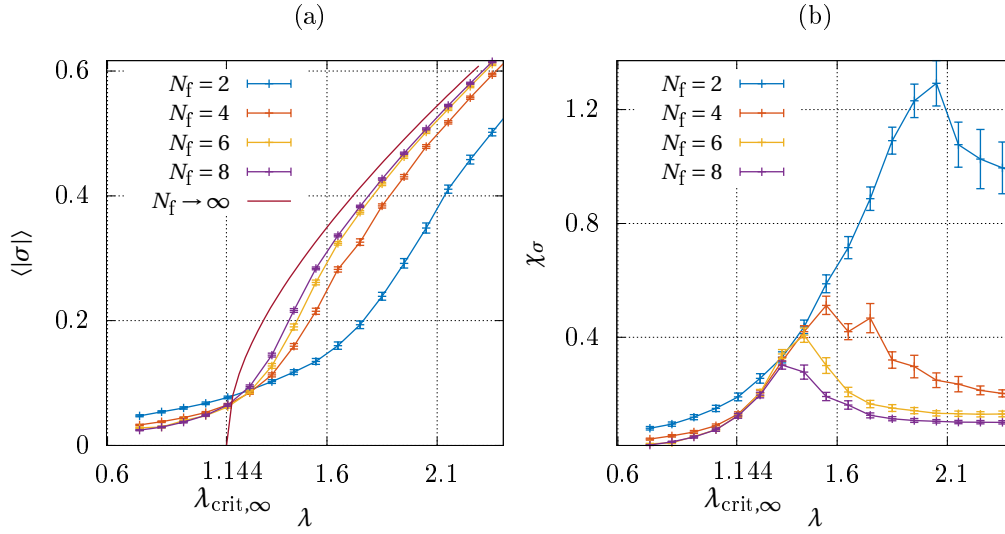 (a)
⟨|σ|⟩
0.6
0.4
0.2
0
N_f = 2
N_f = 4
N_f = 6
N_f = 8
N_f → ∞
0.6
1.144
1.6
2.1
λ_crit,∞
λ
(b)
χ_σ
1.2
0.8
0.4
N_f = 2
N_f = 4
N_f = 6
N_f = 8
0.6
1.144
1.6
2.1
λ_crit,∞
λ